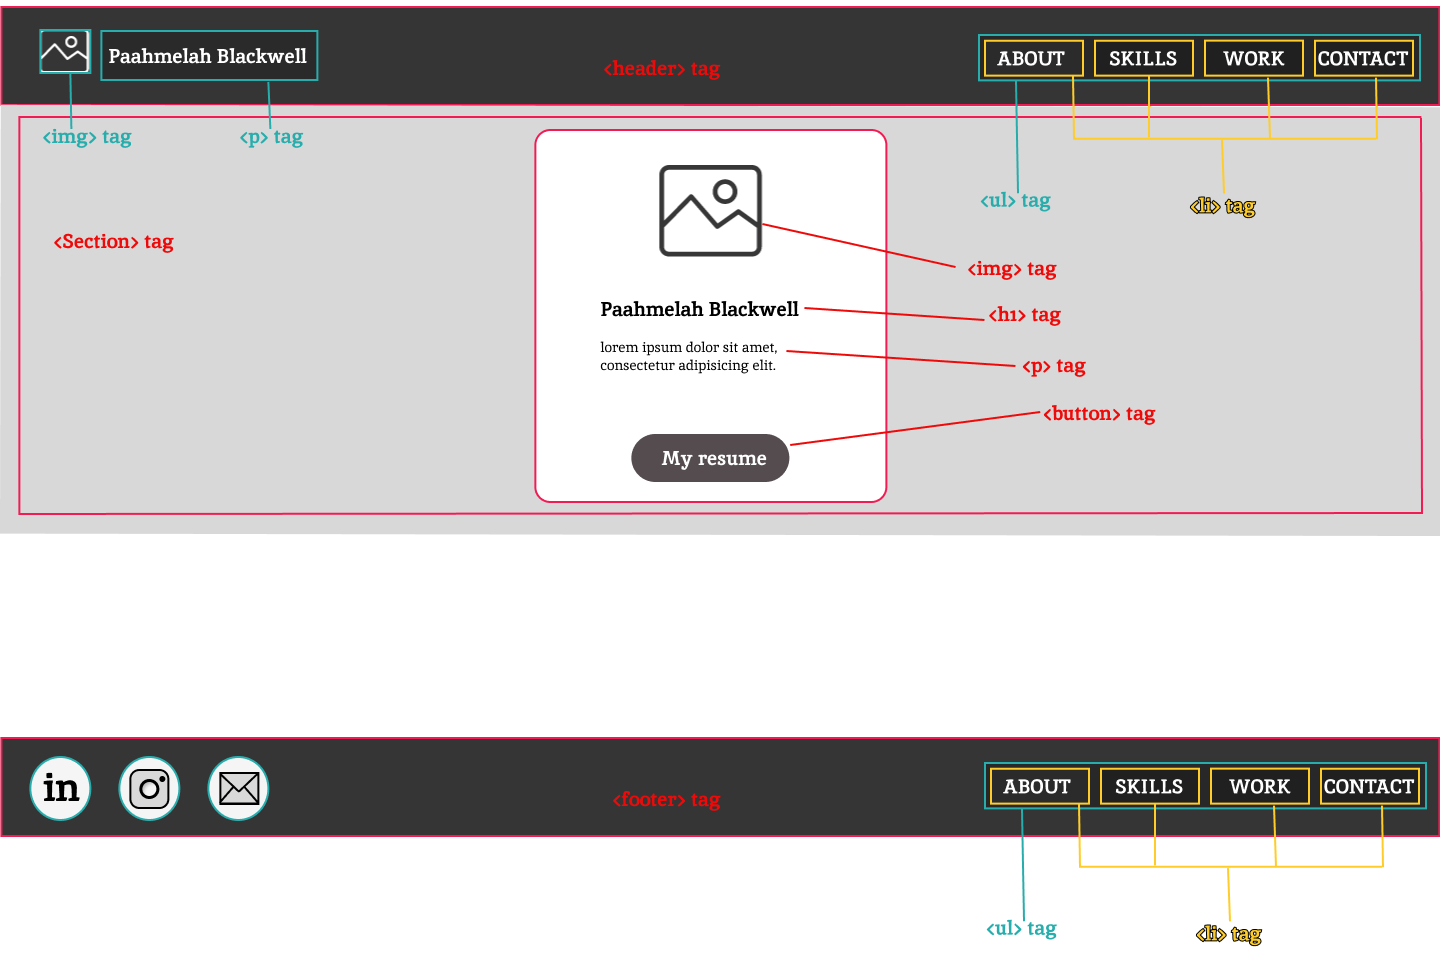 Paahmelah Blackwell
<header> tag
ABOUT
SKILLS
WORK
CONTACT
<img> tag
<p> tag
<ul> tag
<li> tag
<Section> tag
<img> tag
Paahmelah Blackwell
<h1> tag
lorem ipsum dolor sit amet,
consectetur adipisicing elit.
<p> tag
<button> tag
My resume
in
<footer> tag
ABOUT
SKILLS
WORK
CONTACT
<ul> tag
<li> tag